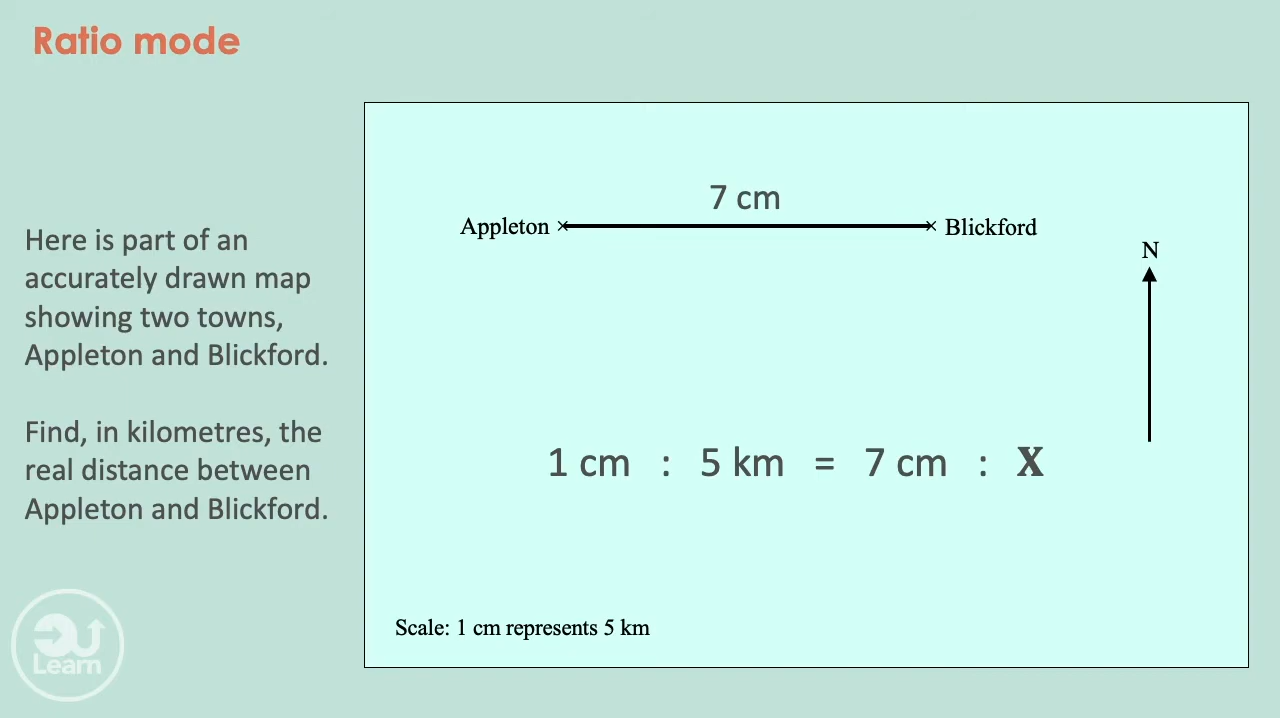 Ratio mode
7 cm
Appleton × × Blickford
N
Here is part of an
accurately drawn map
showing two towns,
Appleton and Blickford.
Find, in kilometres, the
real distance between
Appleton and Blickford.
1 cm : 5 km = 7 cm : X
Scale: 1 cm represents 5 km
Learn